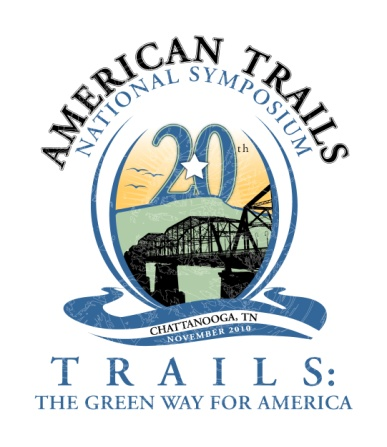 AMERICAN TRAILS
NATIONAL SYMPOSIUM
20th
CHATTANOOGA, TN
NOVEMBER 2010
TRAILS:
THE GREEN WAY FOR AMERICA